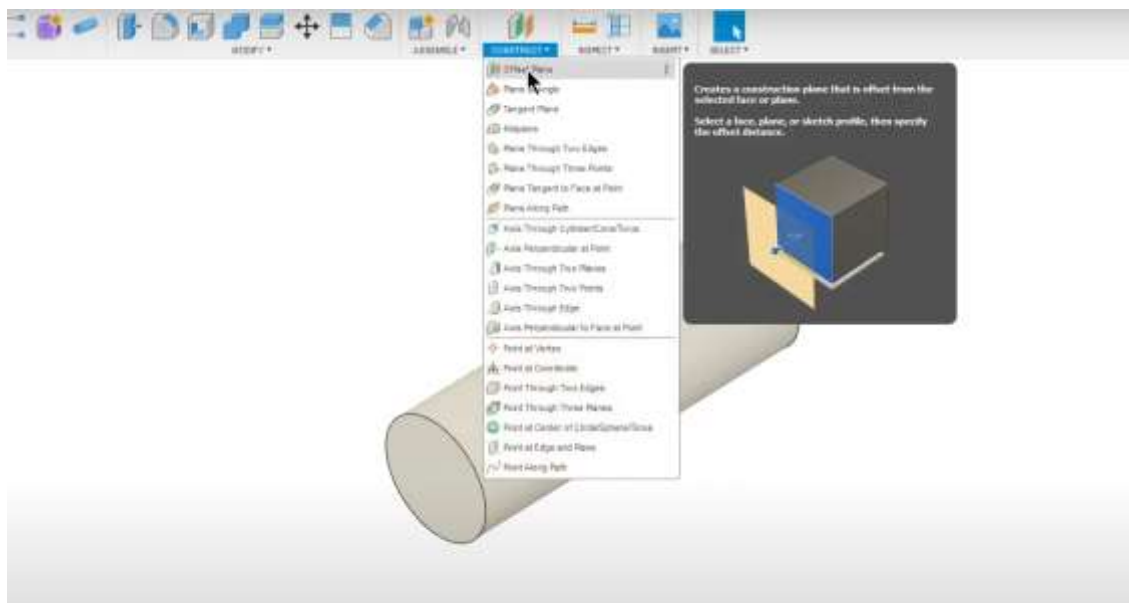 MODIFY ▾
ASSEMBLE ▾
CONSTRUCT ▾
INSPECT ▾
INSERT ▾
SELECT ▾
Offset Plane
Plane Angle
Tangent Plane
Midplane
Plane Through Two Edges
Plane Through Three Points
Plane Tangent to Face at Point
Plane Along Path
Axis Through Cylinder/Cone/Torus
Axis Perpendicular at Point
Axis Through Two Planes
Axis Through Two Points
Axis Through Edge
Axis Perpendicular to Face at Point
Point at Vertex
Point at Coordinate
Point Through Two Edges
Point Through Three Planes
Point at Center of Circle/Sphere/Torus
Point at Edge and Plane
Point Along Path
Creates a construction plane that is offset from the
selected face or plane.
Select a face, plane, or sketch profile, then specify
the offset distance.